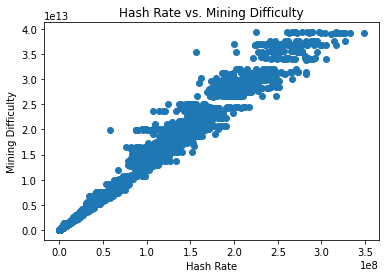 Hash Rate vs. Mining Difficulty
1e13
4.0
3.5
3.0
2.5
2.0
1.5
1.0
0.5
0.0
Mining Difficulty
0.0 0.5 1.0 1.5 2.0 2.5 3.0 3.5
1e8
Hash Rate